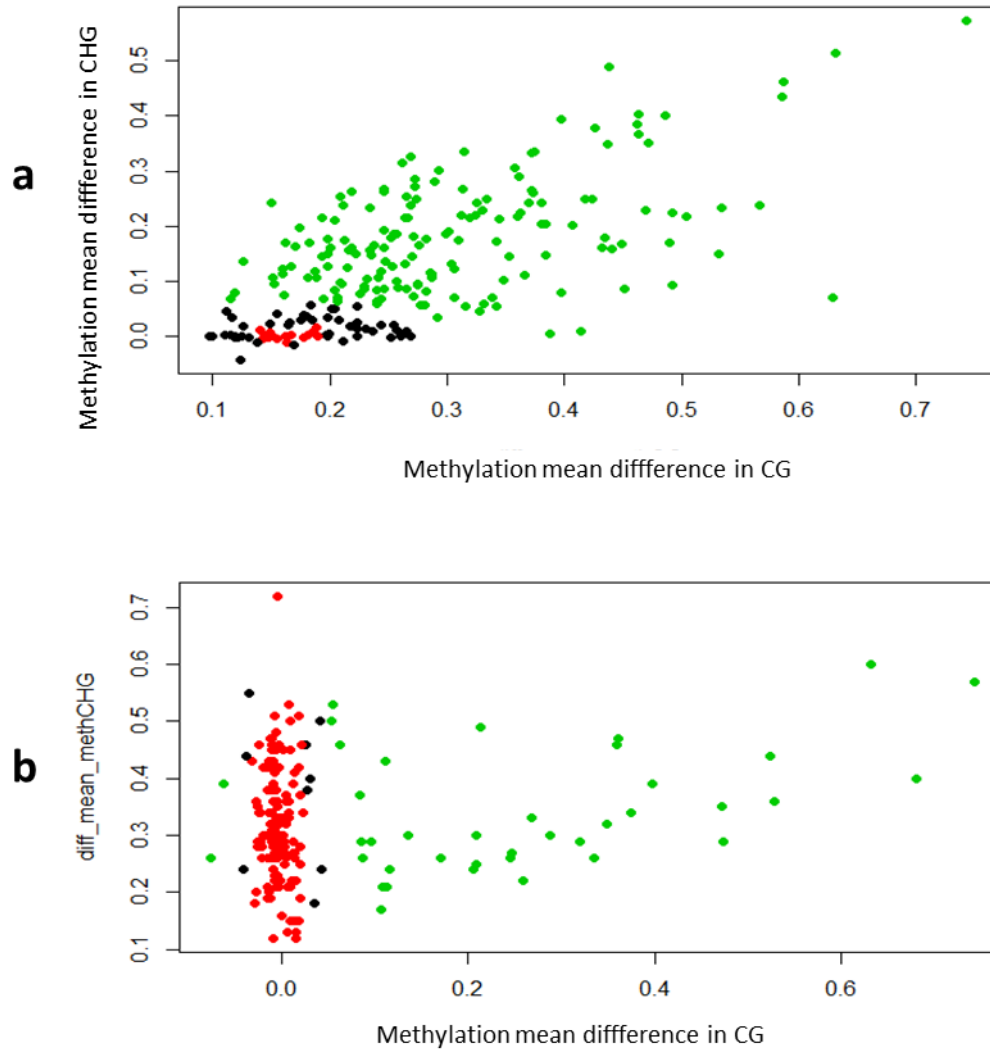 a
Methylation mean diffference in CHG
0.5
0.4
0.3
0.2
0.1
0.0
0.1 0.2 0.3 0.4 0.5 0.6 0.7
Methylation mean diffference in CG
b
diff_mean_methCHG
0.7
0.6
0.5
0.4
0.3
0.2
0.1
0.0 0.2 0.4 0.6
Methylation mean diffference in CG